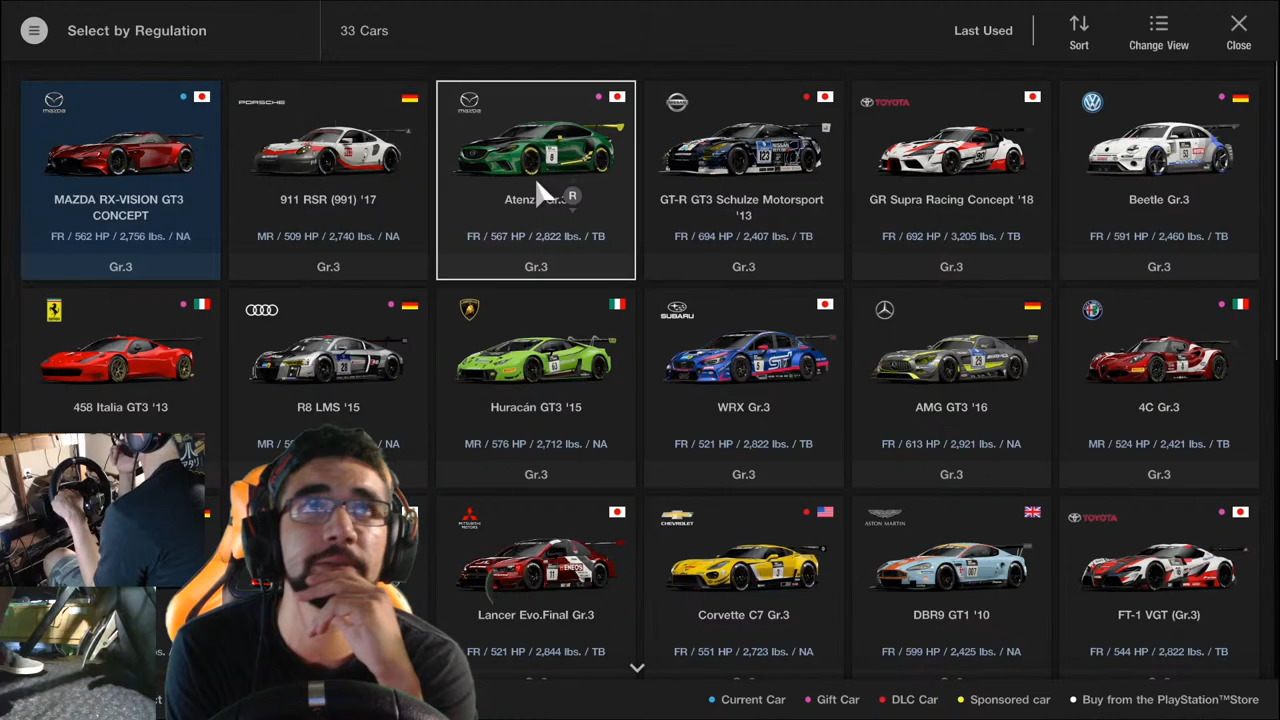 Select by Regulation
33 Cars
Last Used
Sort
Change View
Close
mazda
PORSCHE
mazda
NISSAN
TOYOTA
MAZDA RX-VISION GT3
CONCEPT
FR / 562 HP / 2,756 lbs. / NA
Gr.3
911 RSR (991) '17
MR / 509 HP / 2,740 lbs. / NA
Gr.3
R
FR / 567 HP / 2,822 lbs. / TB
Gr.3
GT-R GT3 Schulze Motorsport
'13
FR / 694 HP / 2,407 lbs. / TB
Gr.3
GR Supra Racing Concept '18
FR / 692 HP / 3,205 lbs. / TB
Gr.3
Beetle Gr.3
FR / 591 HP / 2,460 lbs. / TB
Gr.3
SUBARU
458 Italia GT3 '13
R8 LMS '15
Huracán GT3 '15
MR / 576 HP / 2,712 lbs. / NA
Gr.3
WRX Gr.3
FR / 521 HP / 2,822 lbs. / TB
Gr.3
AMG GT3 '16
FR / 613 HP / 2,921 lbs. / NA
Gr.3
4C Gr.3
MR / 524 HP / 2,421 lbs. / TB
Gr.3
MITSUBISHI
MOTORS
CHEVROLET
ASTON MARTIN
TOYOTA
Lancer Evo.Final Gr.3
FR / 521 HP / 2,844 lbs. / TB
Corvette C7 Gr.3
FR / 551 HP / 2,723 lbs. / NA
DBR9 GT1 '10
FR / 599 HP / 2,425 lbs. / NA
FT-1 VGT (Gr.3)
FR / 544 HP / 2,822 lbs. / TB
Current Car
Gift Car
DLC Car
Sponsored car
Buy from the PlayStation™Store